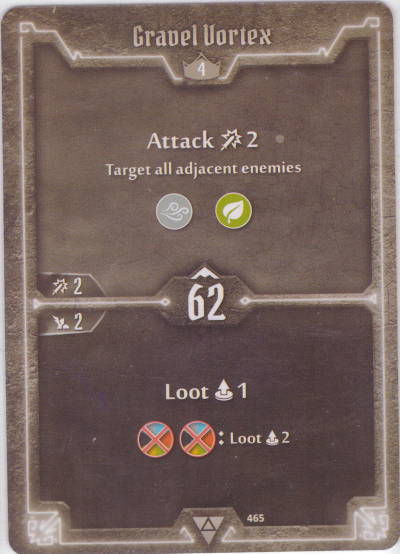 Gravel Vortex
4
Attack 2
Target all adjacent enemies
2
62
2
Loot 1
: Loot 2
465